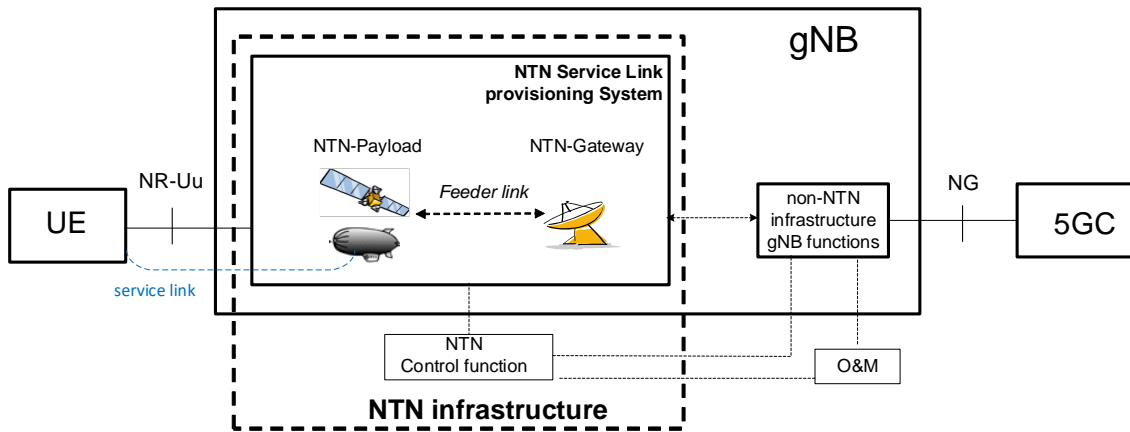 gNB
NTN Service Link
provisioning System
NTN-Payload
NTN-Gateway
NR-Uu
Feeder link
NG
UE
non-NTN
infrastructure
gNB functions
5GC
service link
NTN
Control function
O&M
NTN infrastructure